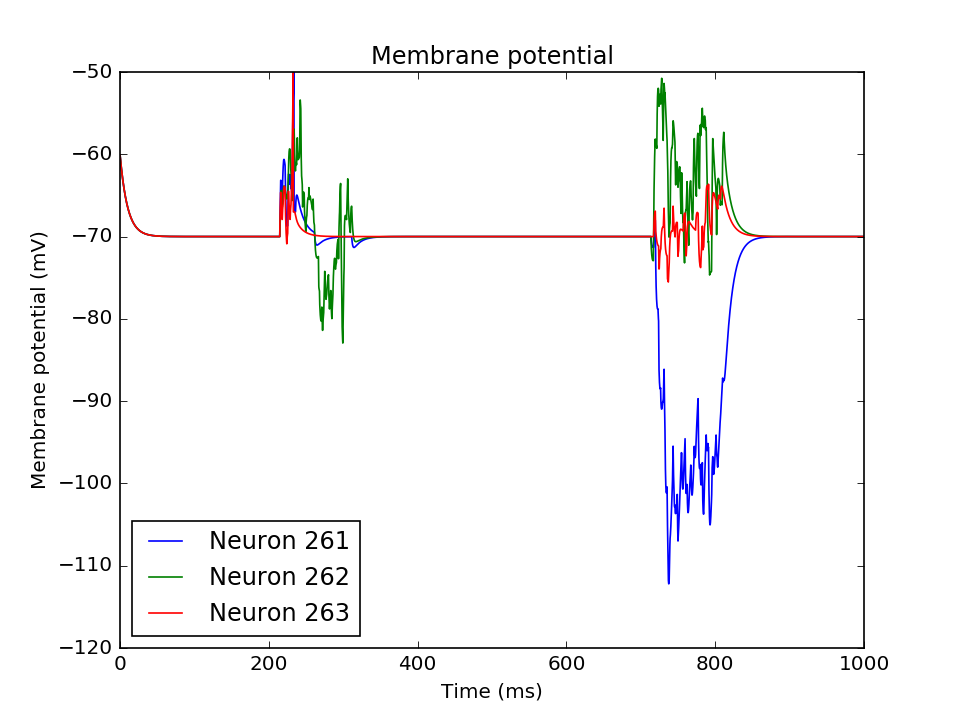 Membrane potential
−50
−60
−70
−80
−90
−100
−110
−120
Membrane potential (mV)
Neuron 261
Neuron 262
Neuron 263
0 200 400 600 800 1000
Time (ms)